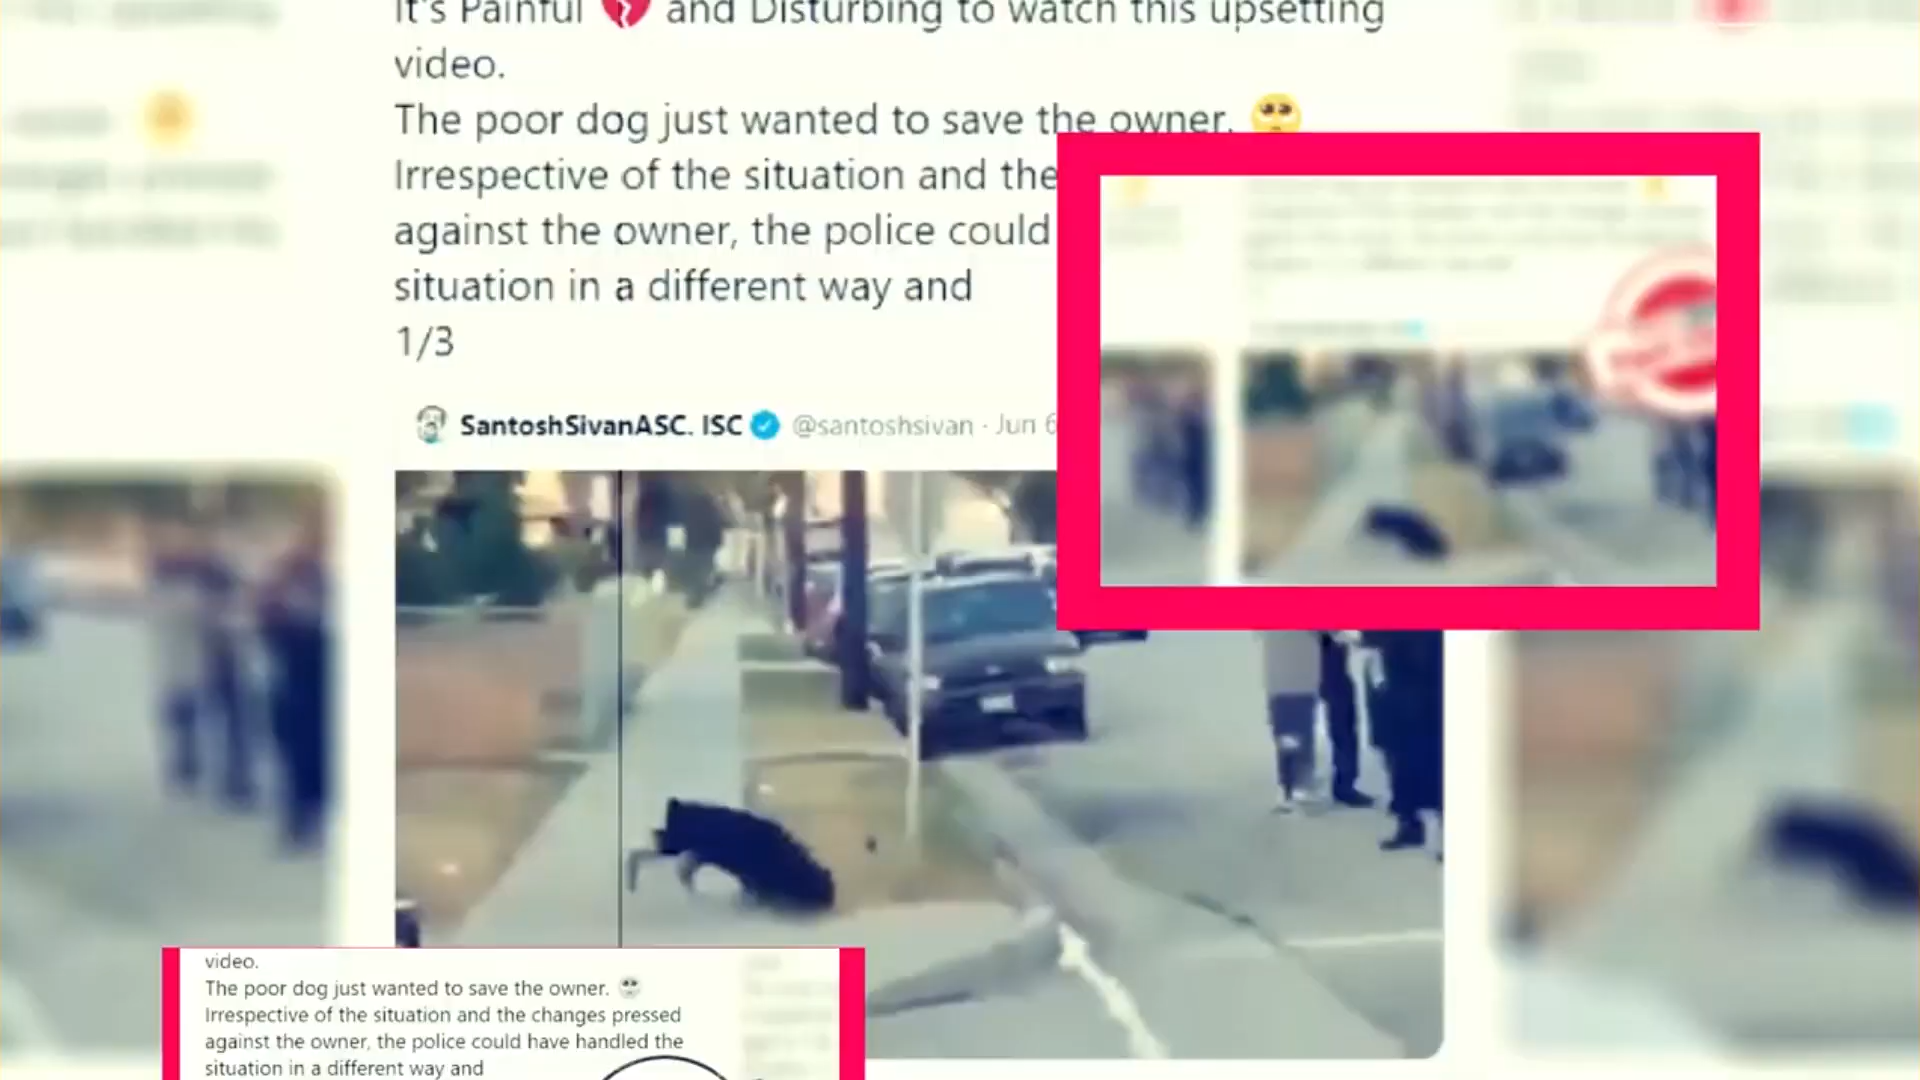 It's Painful 💔 and Disturbing to watch this upsetting
video.
The poor dog just wanted to save the owner. 🥺
Irrespective of the situation and the
against the owner, the police could
situation in a different way and
1/3
SantoshSivanASC. ISC @santoshsivan · Jun 6
video.
The poor dog just wanted to save the owner. 🥺
Irrespective of the situation and the changes pressed
against the owner, the police could have handled the
situation in a different way and